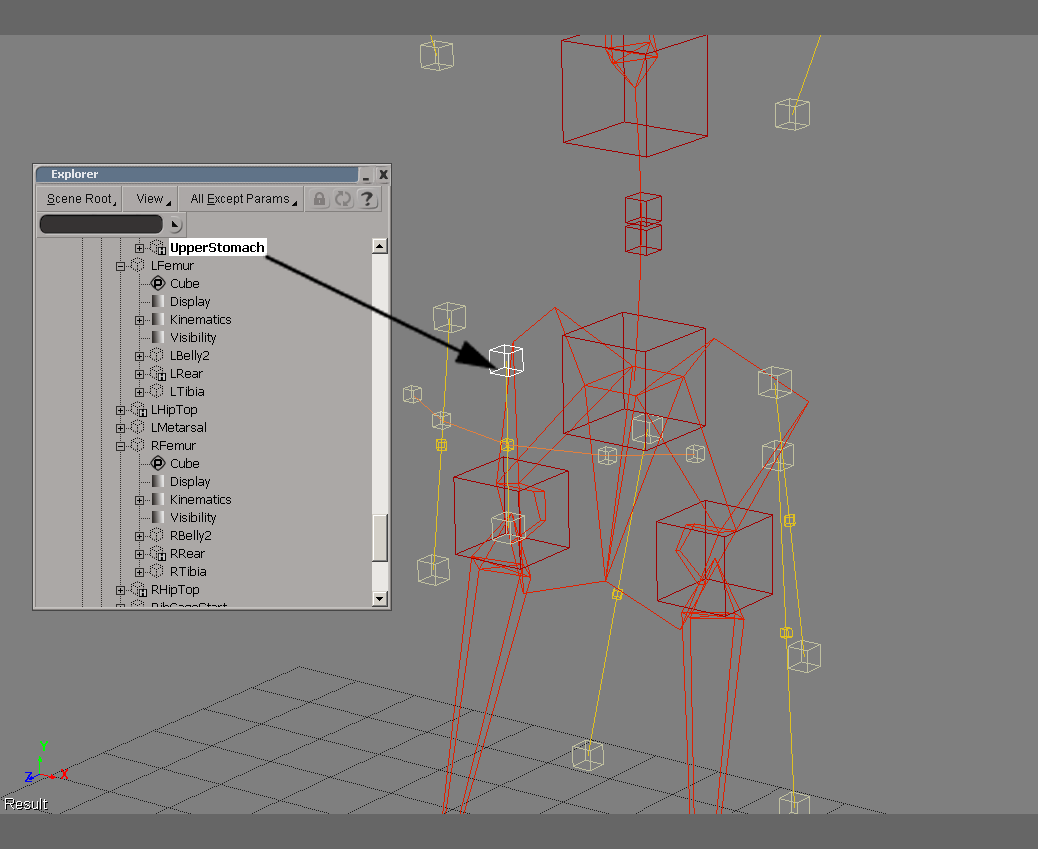 Explorer
Scene Root View All Except Params ?
UpperStomach
LFemur
Cube
Display
Kinematics
Visibility
LBelly2
LRear
LTibia
LHipTop
LMetarsal
RFemur
Cube
Display
Kinematics
Visibility
RBelly2
RRear
RTibia
RHipTop
RibCageStart
Y
Z X
Result